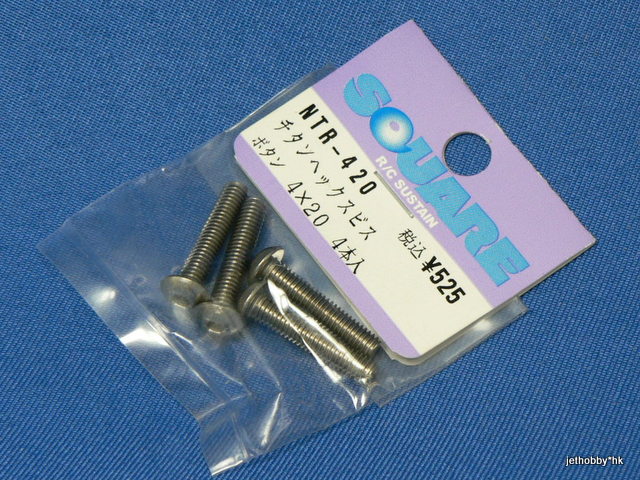 SQUARE
R/C SUSTAIN
NTR-420
チタンヘックスビス
ボタン 4×20 4本入
税込 ¥525
jethobby*hk